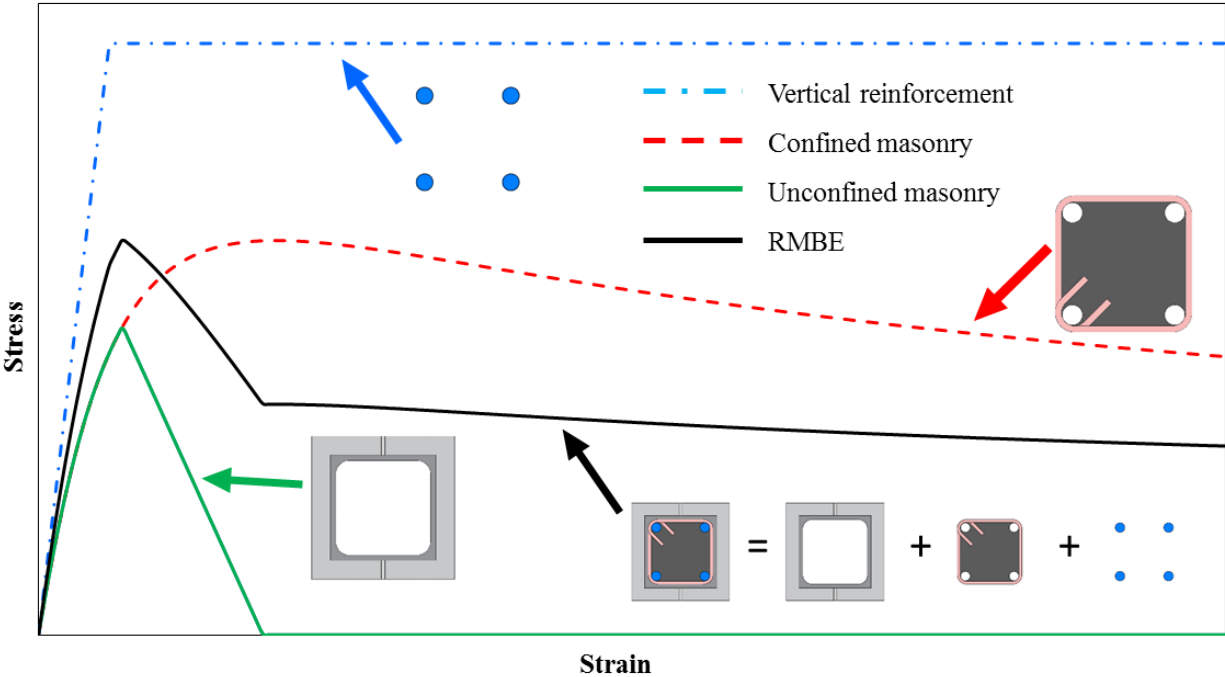 Vertical reinforcement
Confined masonry
Unconfined masonry
RMBE
Stress
= + +
Strain